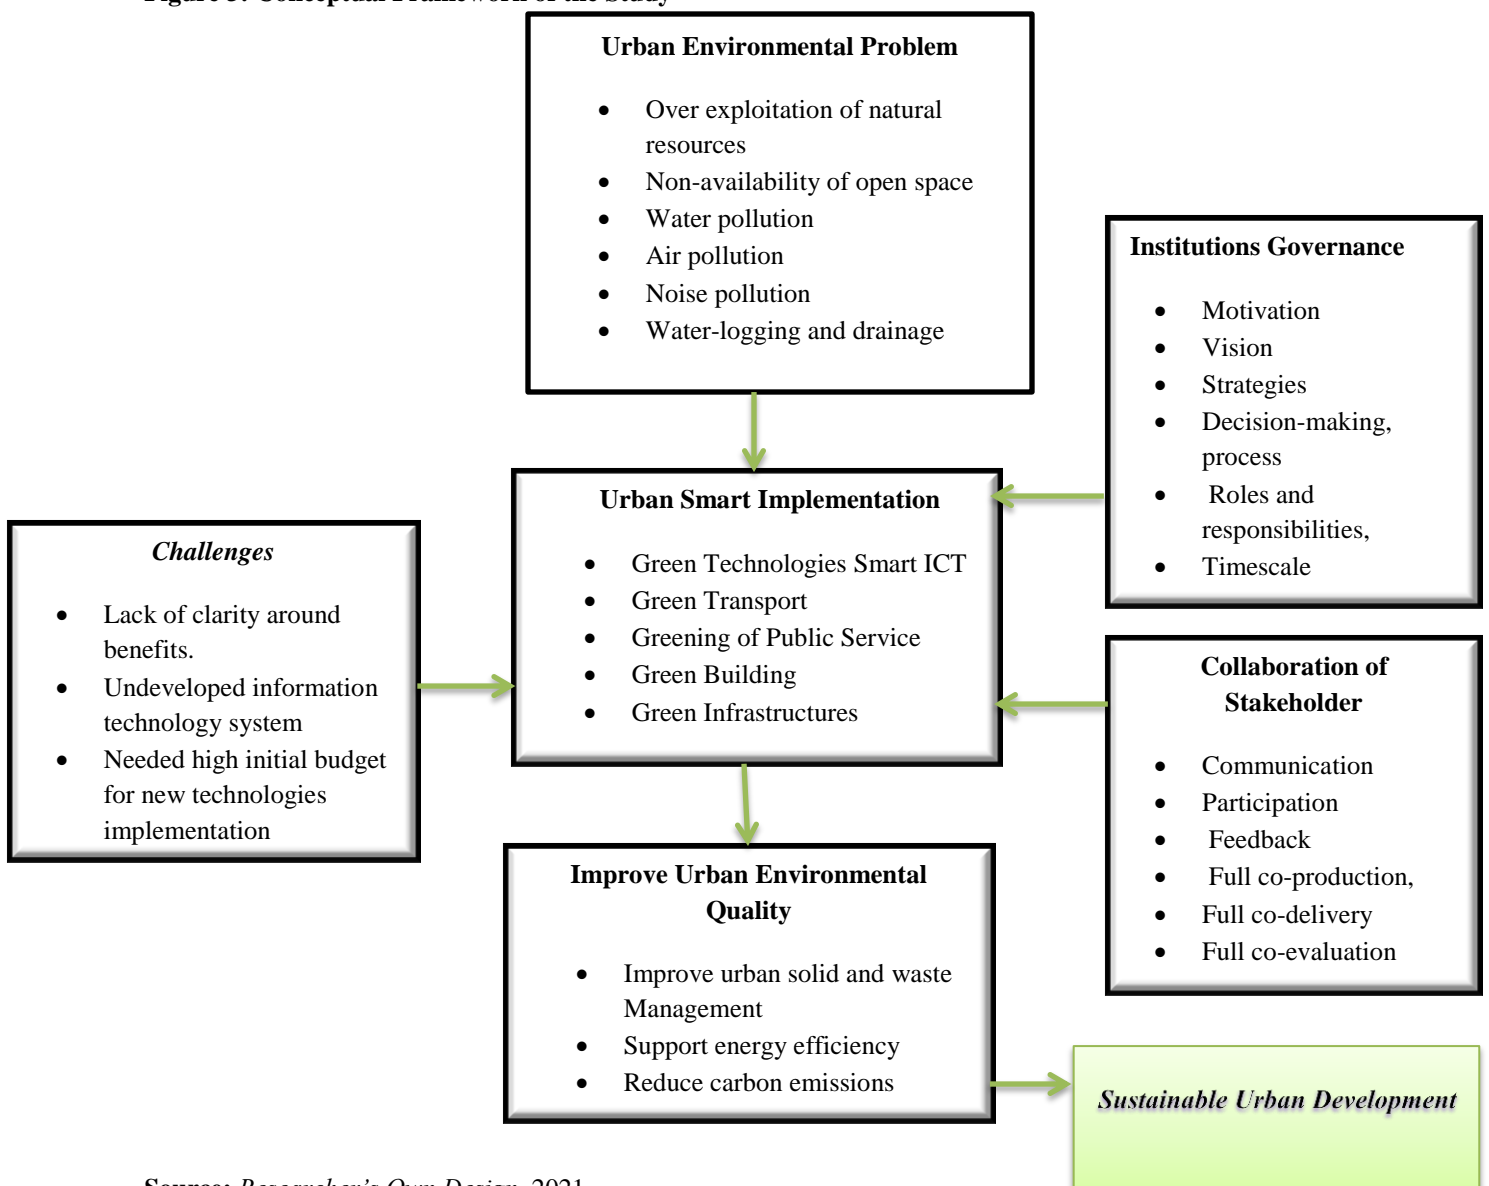 Urban Environmental Problem
• Over exploitation of natural
resources
• Non-availability of open space
• Water pollution
• Air pollution
• Noise pollution
• Water-logging and drainage
Institutions Governance
• Motivation
• Vision
• Strategies
• Decision-making,
process
• Roles and
responsibilities,
• Timescale
Urban Smart Implementation
• Green Technologies Smart ICT
• Green Transport
• Greening of Public Service
• Green Building
• Green Infrastructures
Challenges
• Lack of clarity around
benefits.
• Undeveloped information
technology system
• Needed high initial budget
for new technologies
implementation
Collaboration of
Stakeholder
• Communication
• Participation
• Feedback
• Full co-production,
• Full co-delivery
• Full co-evaluation
Improve Urban Environmental
Quality
• Improve urban solid and waste
Management
• Support energy efficiency
• Reduce carbon emissions
Sustainable Urban Development
Source: Researcher's Own Design, 2021